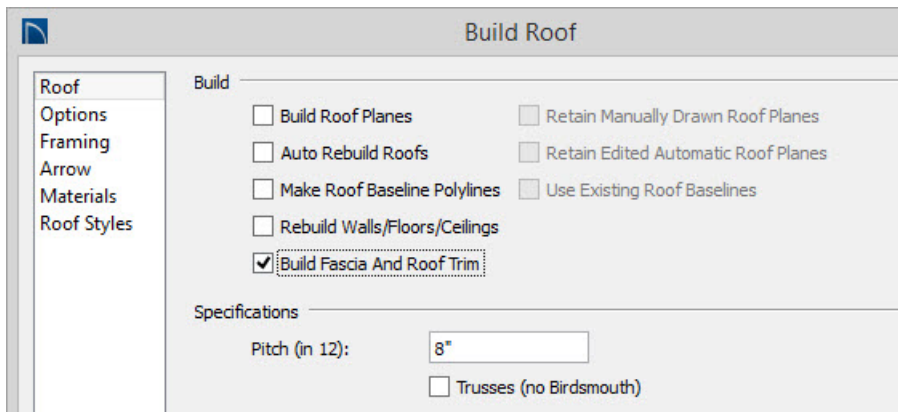 Build Roof
Roof
Options
Framing
Arrow
Materials
Roof Styles
Build
Build Roof Planes
Retain Manually Drawn Roof Planes
Auto Rebuild Roofs
Retain Edited Automatic Roof Planes
Make Roof Baseline Polylines
Use Existing Roof Baselines
Rebuild Walls/Floors/Ceilings
Build Fascia And Roof Trim
Specifications
Pitch (in 12):
8"
Trusses (no Birdsmouth)